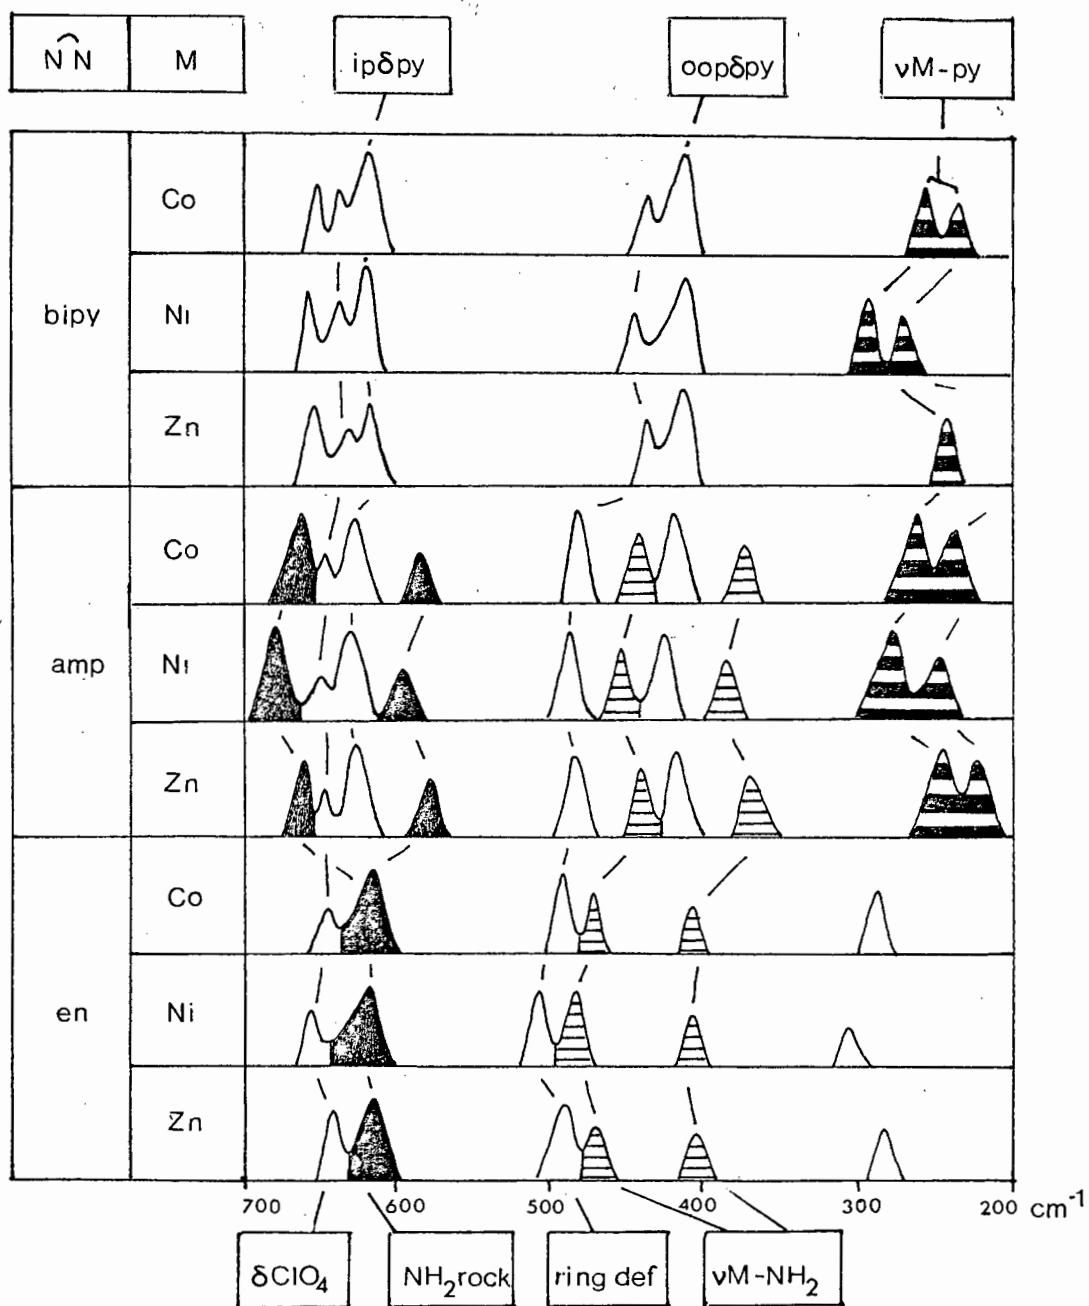 N N M ipδpy oopδpy νM-py
bipy
Co
Ni
Zn
amp
Co
Ni
Zn
en
Co
Ni
Zn
700 600 500 400 300 200 cm-1
δClO4 NH2rock ring def νM-NH2